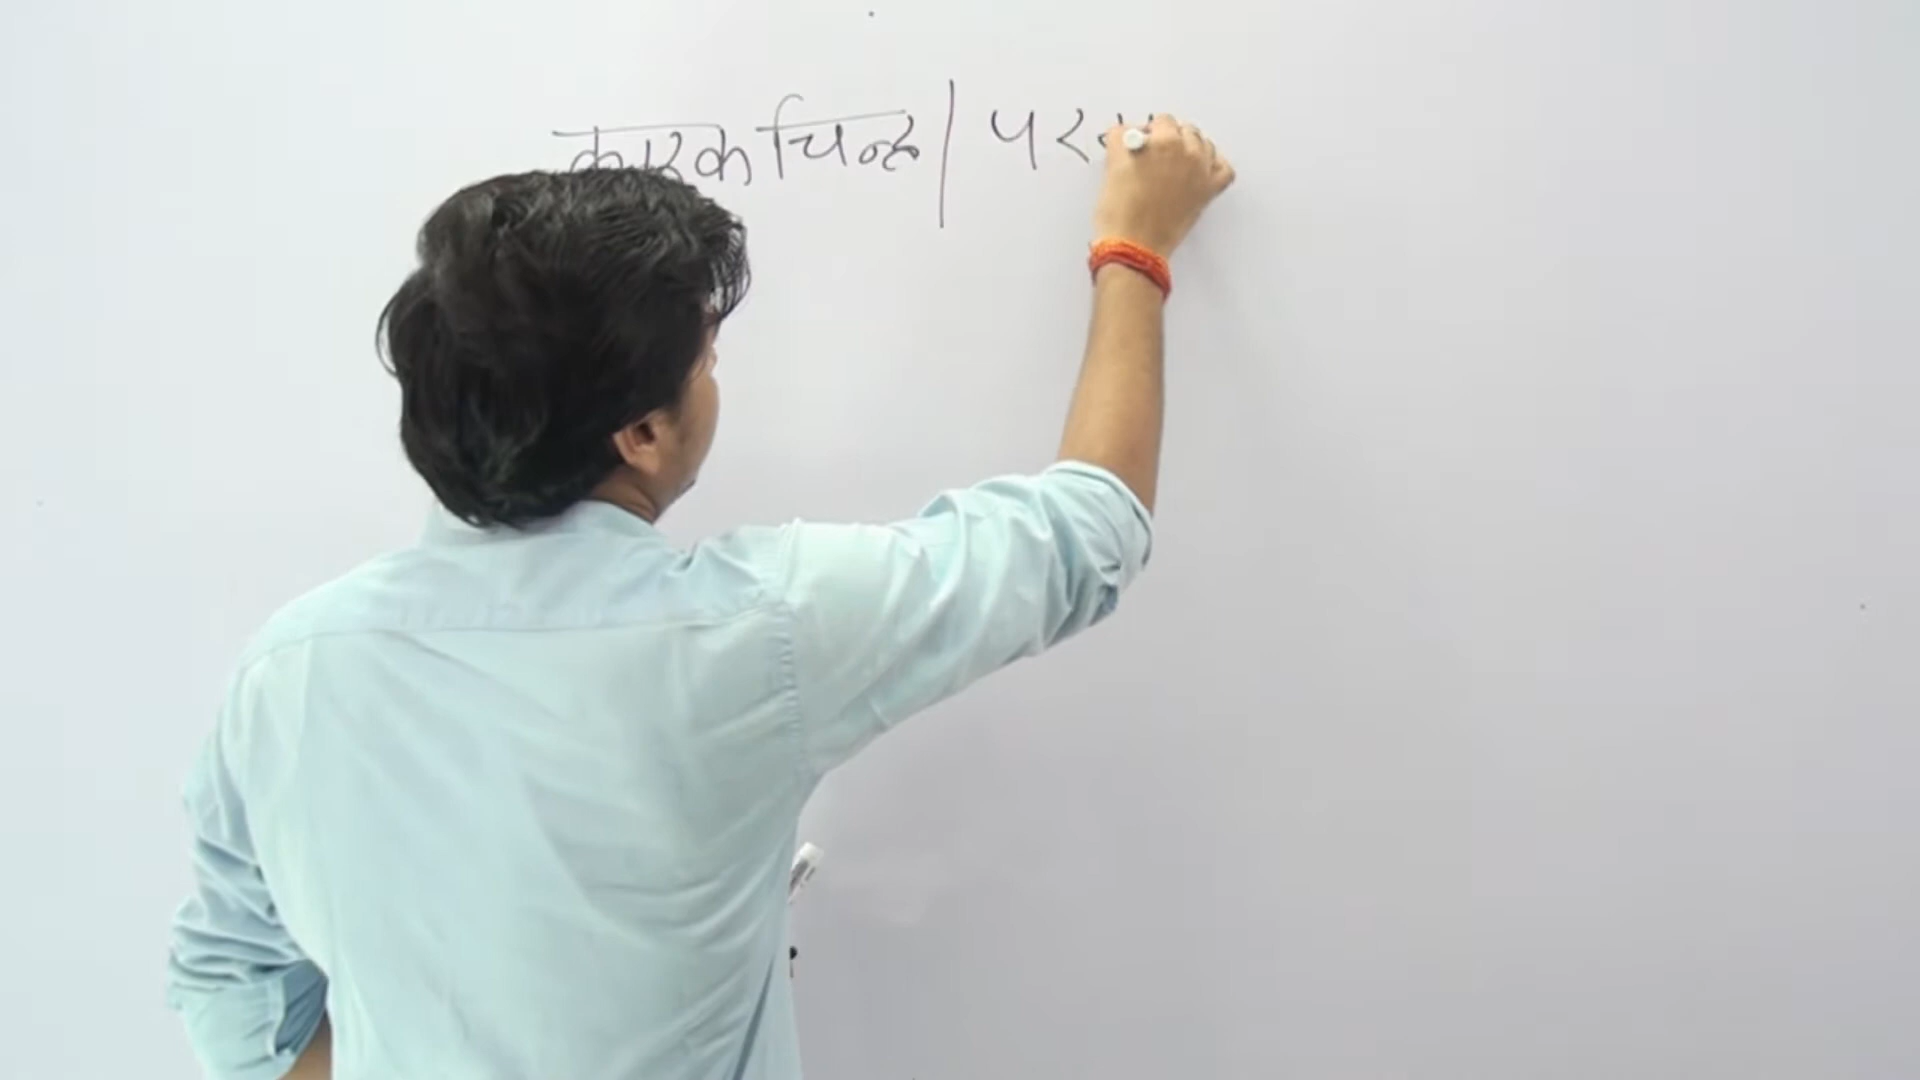 कारक चिन्ह | पर